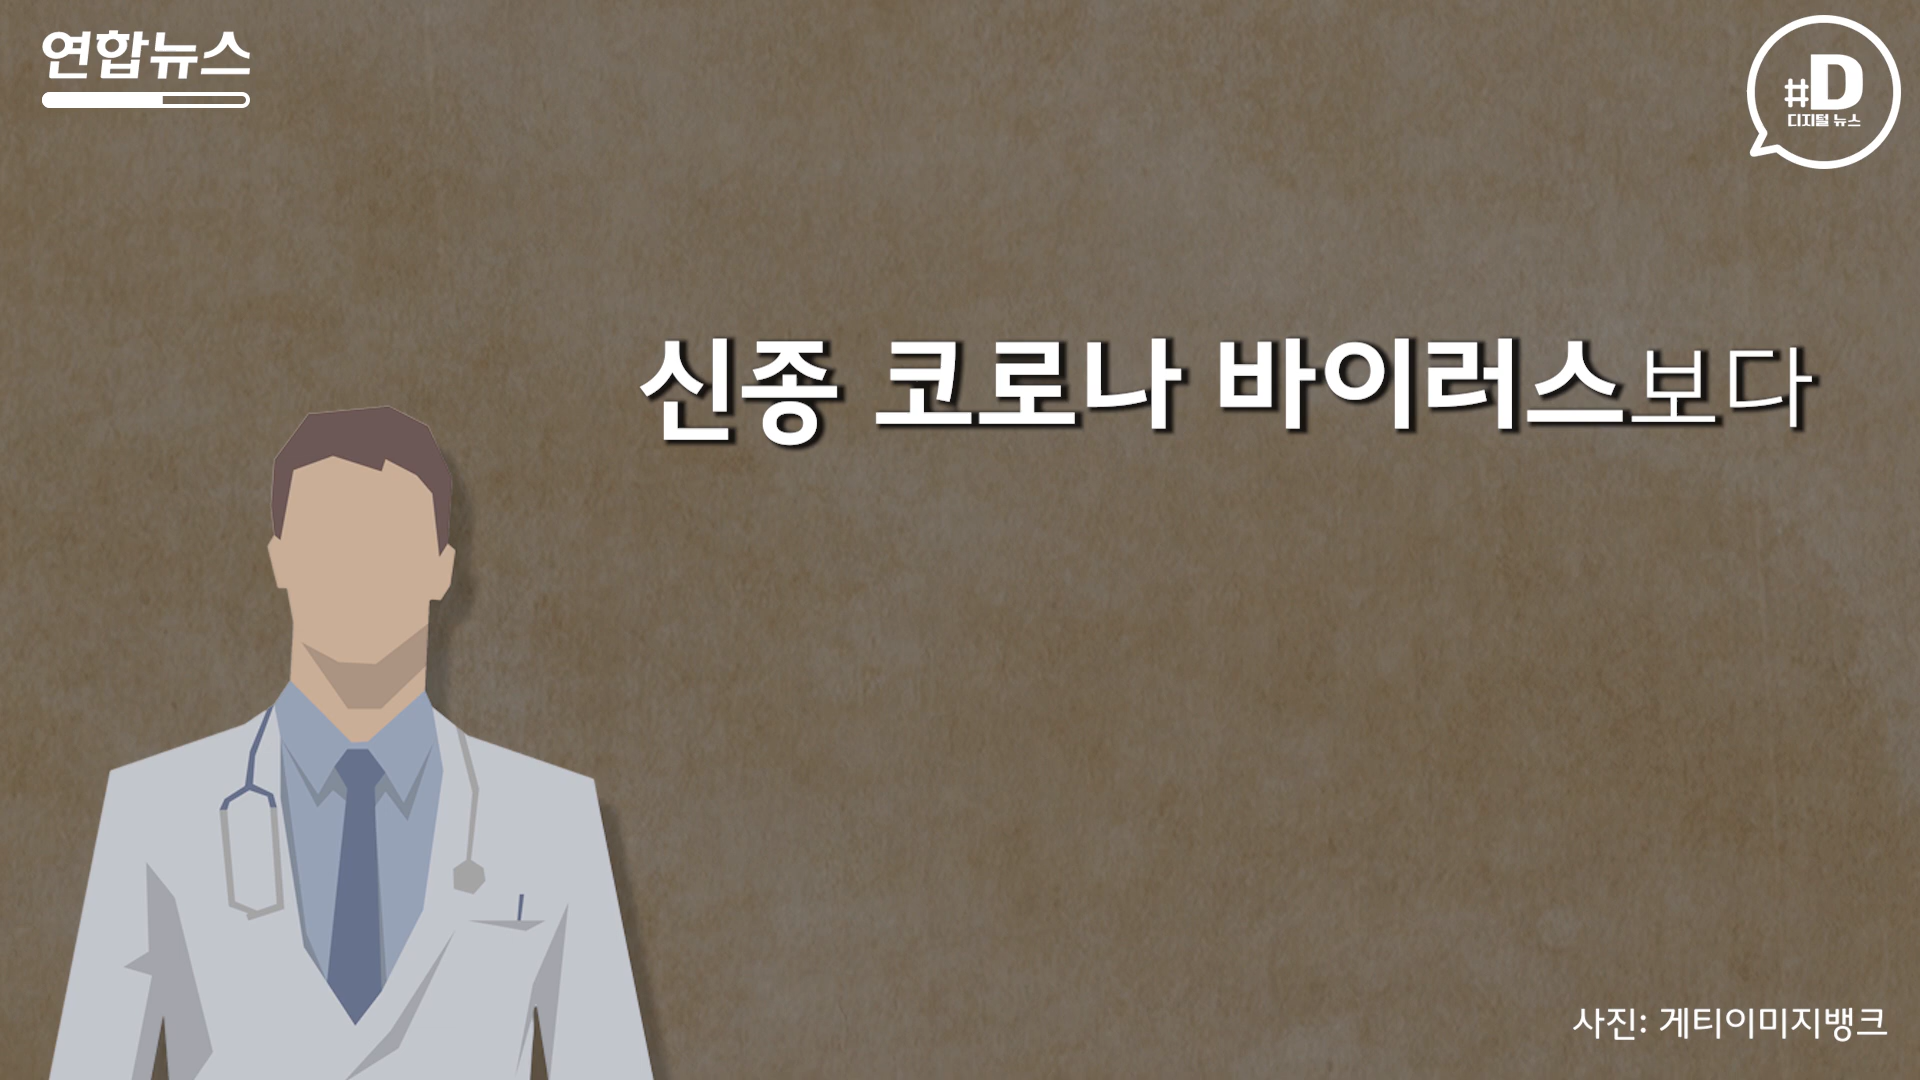 연합뉴스
#D
디지털 뉴스
신종 코로나 바이러스보다
사진: 게티이미지뱅크